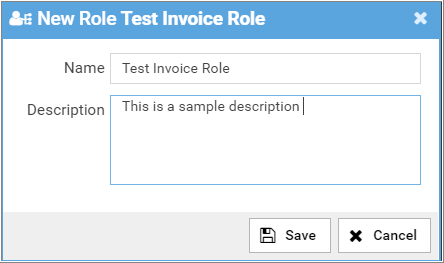 New Role Test Invoice Role
Name
Test Invoice Role
Description
This is a sample description
Save
Cancel